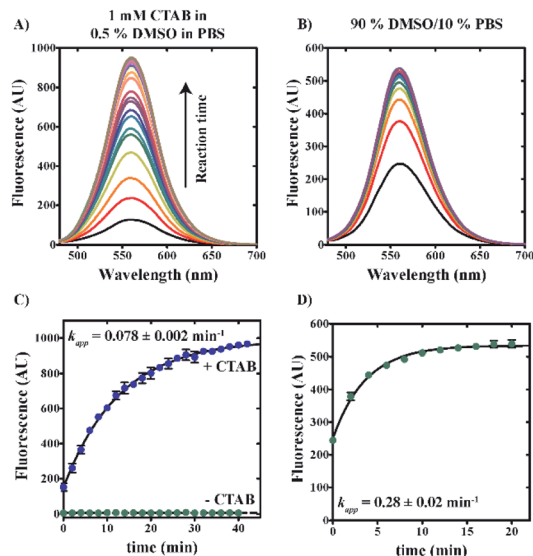 A)
1 mM CTAB in
0.5 % DMSO in PBS
1000
800
600
400
200
0
Fluorescence (AU)
Reaction time
500
550
600
650
700
Wavelength (nm)
B)
90 % DMSO/10 % PBS
600
500
400
300
200
100
0
Fluorescence (AU)
500
550
600
650
700
Wavelength (nm)
C)
k_app = 0.078 ± 0.002 min⁻¹
+ CTAB
- CTAB
1000
800
600
400
200
0
Fluorescence (AU)
0
10
20
30
40
time (min)
D)
600
500
400
300
200
100
0
Fluorescence (AU)
k_app = 0.28 ± 0.02 min⁻¹
0
5
10
15
20
time (min)